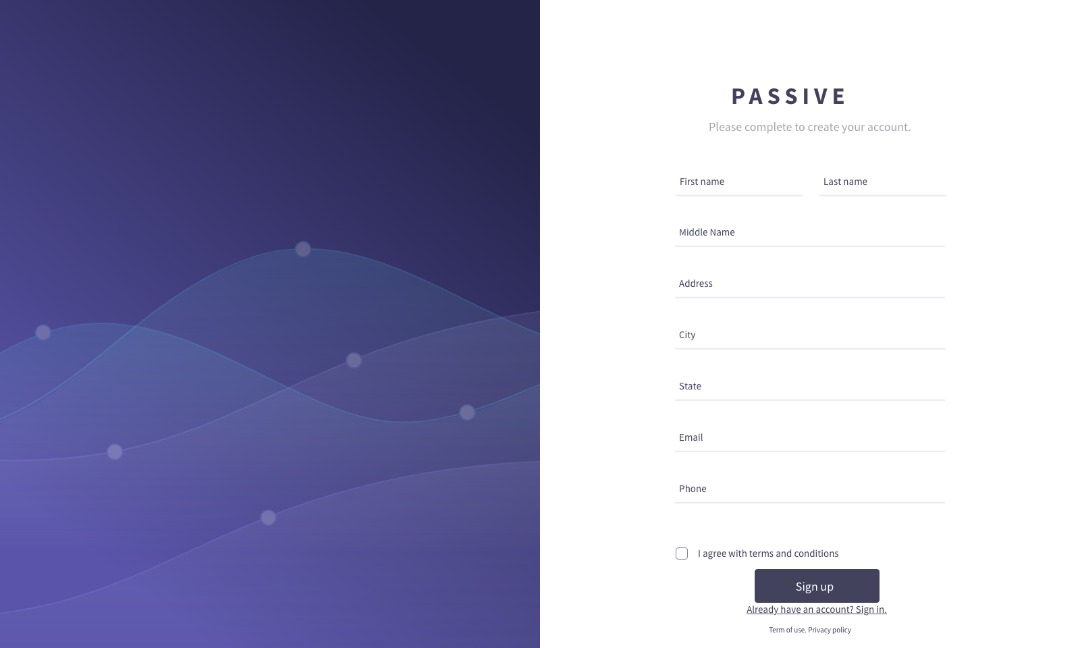 PASSIVE
Please complete to create your account.
First name Last name
Middle Name
Address
City
State
Email
Phone
I agree with terms and conditions
Sign up
Already have an account? Sign in.
Term of use. Privacy policy